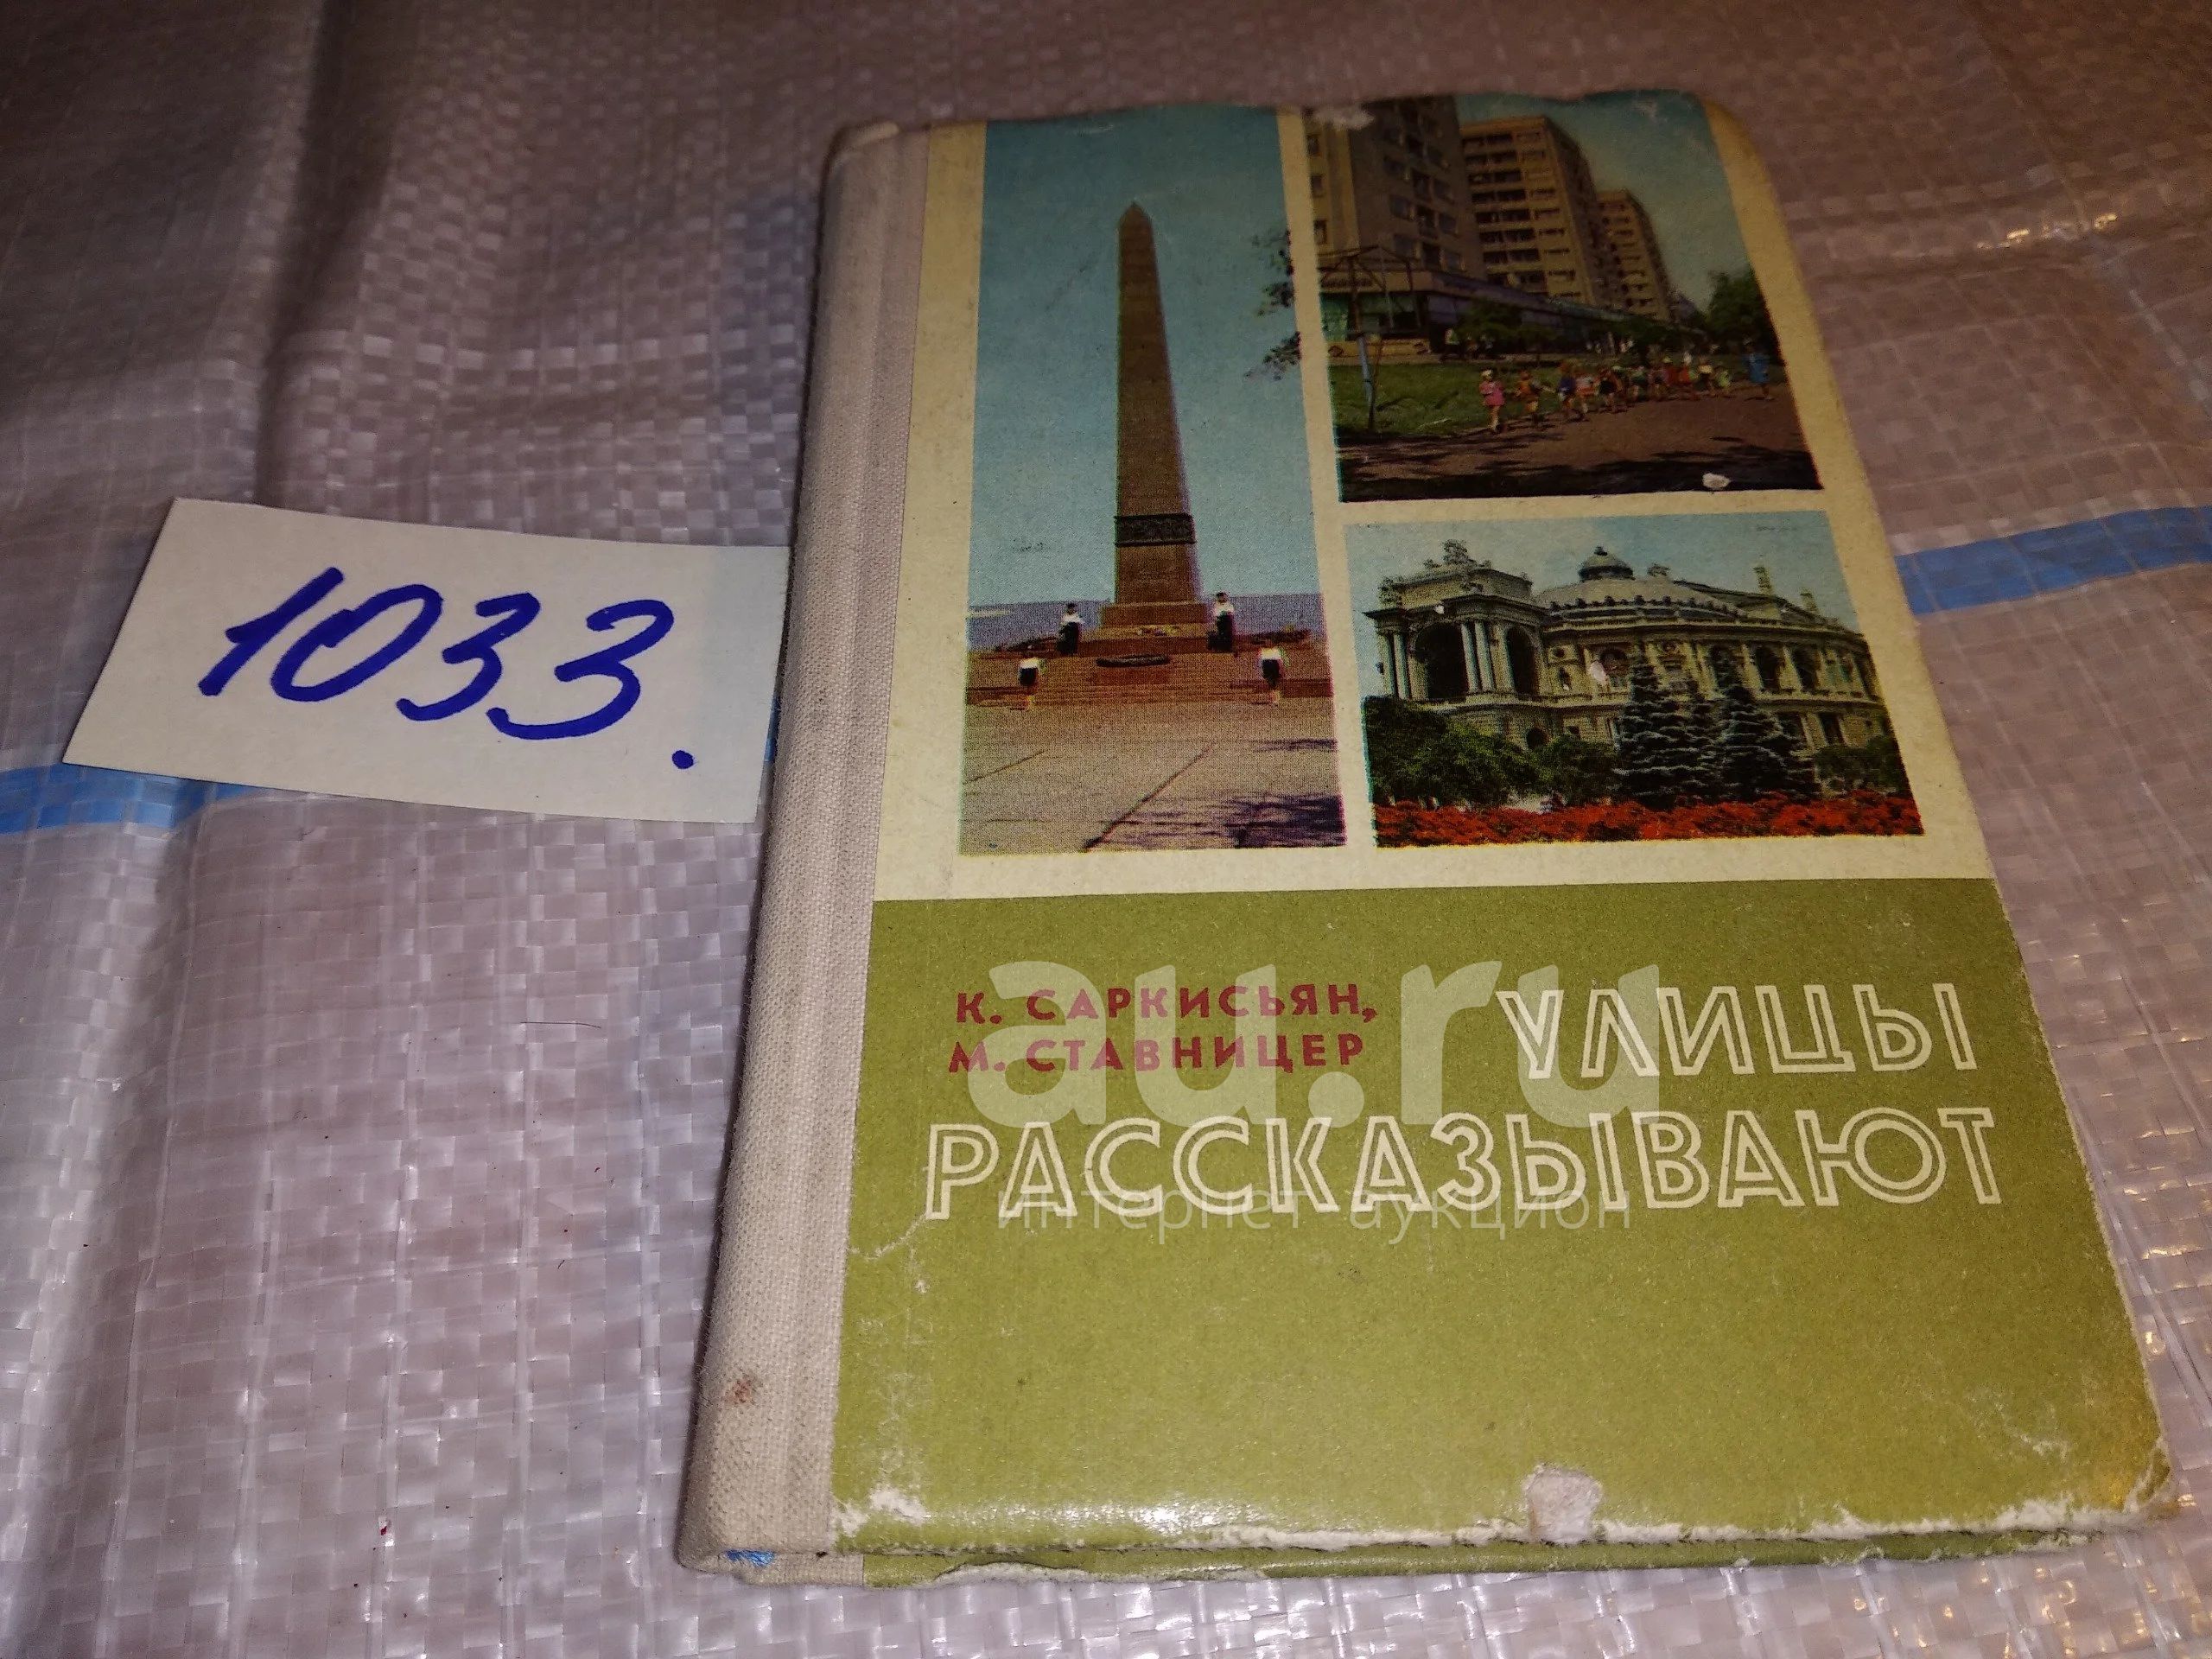 1033.
К. САРКИСЬЯН,
М. СТАВНИЦЕР
УЛИЦЫ
РАССКАЗЫВАЮТ
au.ru
интернет аукцион